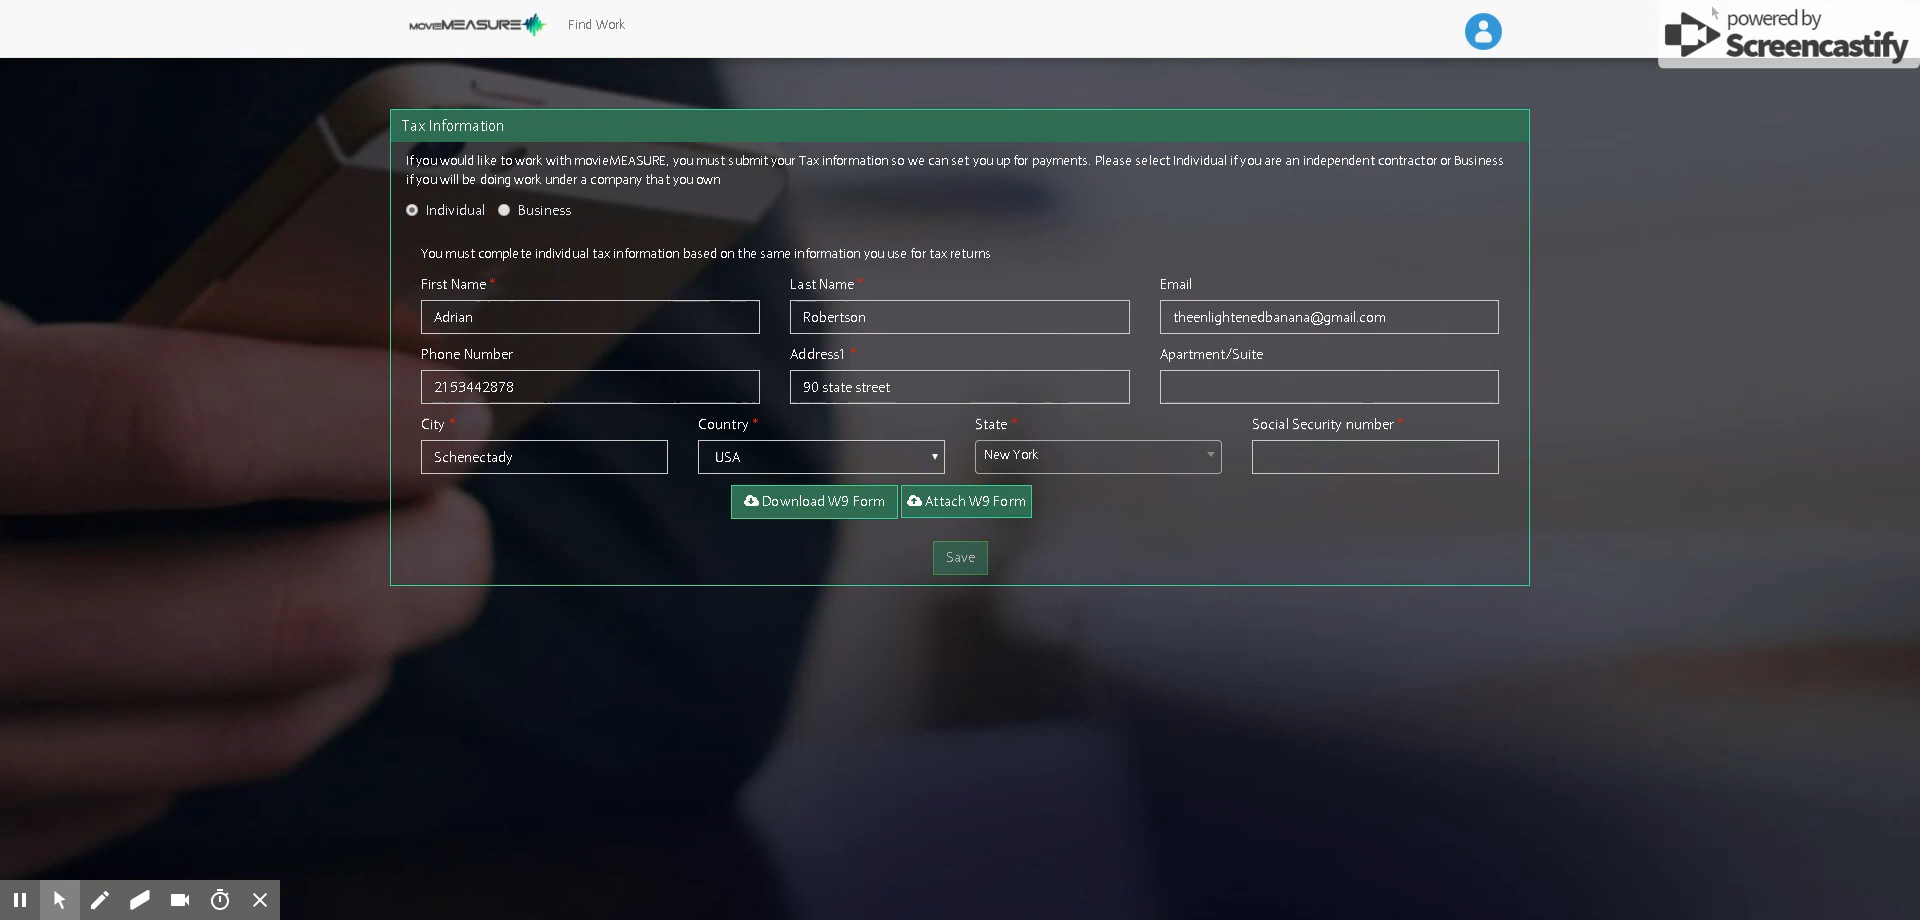 movieMEASURE
Find Work
powered by
Screencastify
Tax Information
If you would like to work with movieMEASURE, you must submit your Tax information so we can set you up for payments. Please select Individual if you are an independent contractor or Business
if you will be doing work under a company that you own
Individual Business
You must complete individual tax information based on the same information you use for tax returns
First Name * Last Name * Email
Adrian Robertson theenlightenedbanana@gmail.com
Phone Number Address1 * Apartment/Suite
2153442878 90 state street
City * Country * State * Social Security number *
Schenectady USA New York
Download W9 Form Attach W9 Form
Save